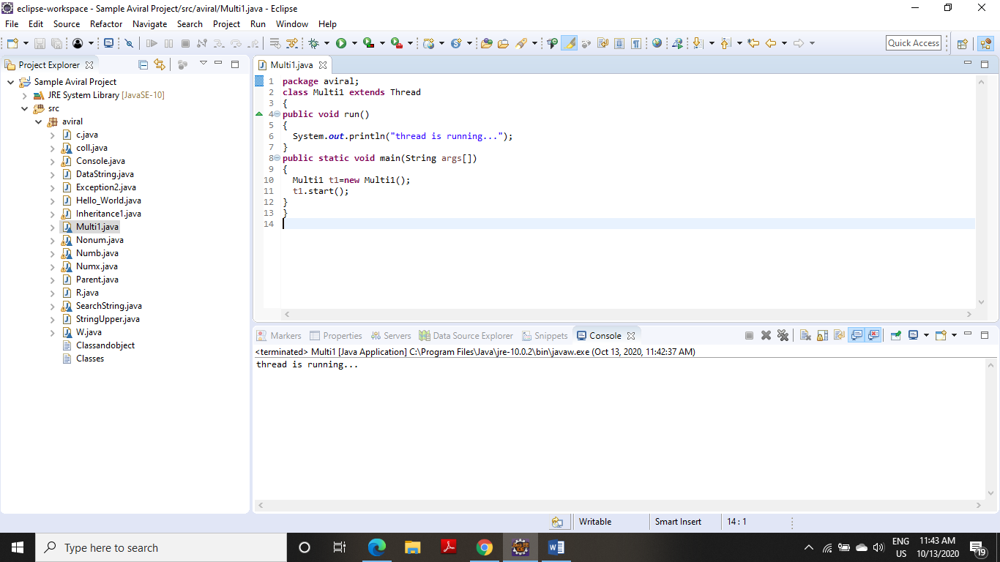 eclipse-workspace - Sample Aviral Project/src/aviral/Multi1.java - Eclipse
File Edit Source Refactor Navigate Search Project Run Window Help
Quick Access
Project Explorer
Sample Aviral Project
JRE System Library [JavaSE-10]
src
aviral
c.java
coll.java
Console.java
DataString.java
Exception2.java
Hello_World.java
Inheritance1.java
Multi1.java
Nonum.java
Numb.java
Numx.java
Parent.java
R.java
SearchString.java
StringUpper.java
W.java
Classandobject
Classes
Multi1.java
1 package aviral;
2 class Multi1 extends Thread
3 {
4 public void run()
5 {
6 System.out.println("thread is running...");
7 }
8 public static void main(String args[])
9 {
10 Multi1 t1=new Multi1();
11 t1.start();
12 }
13 }
14
Markers Properties Servers Data Source Explorer Snippets Console
<terminated> Multi1 [Java Application] C:\Program Files\Java\jre-10.0.2\bin\javaw.exe (Oct 13, 2020, 11:42:37 AM)
thread is running...
Writable Smart Insert 14 : 1
Type here to search
ENG
US
11:43 AM
10/13/2020
19